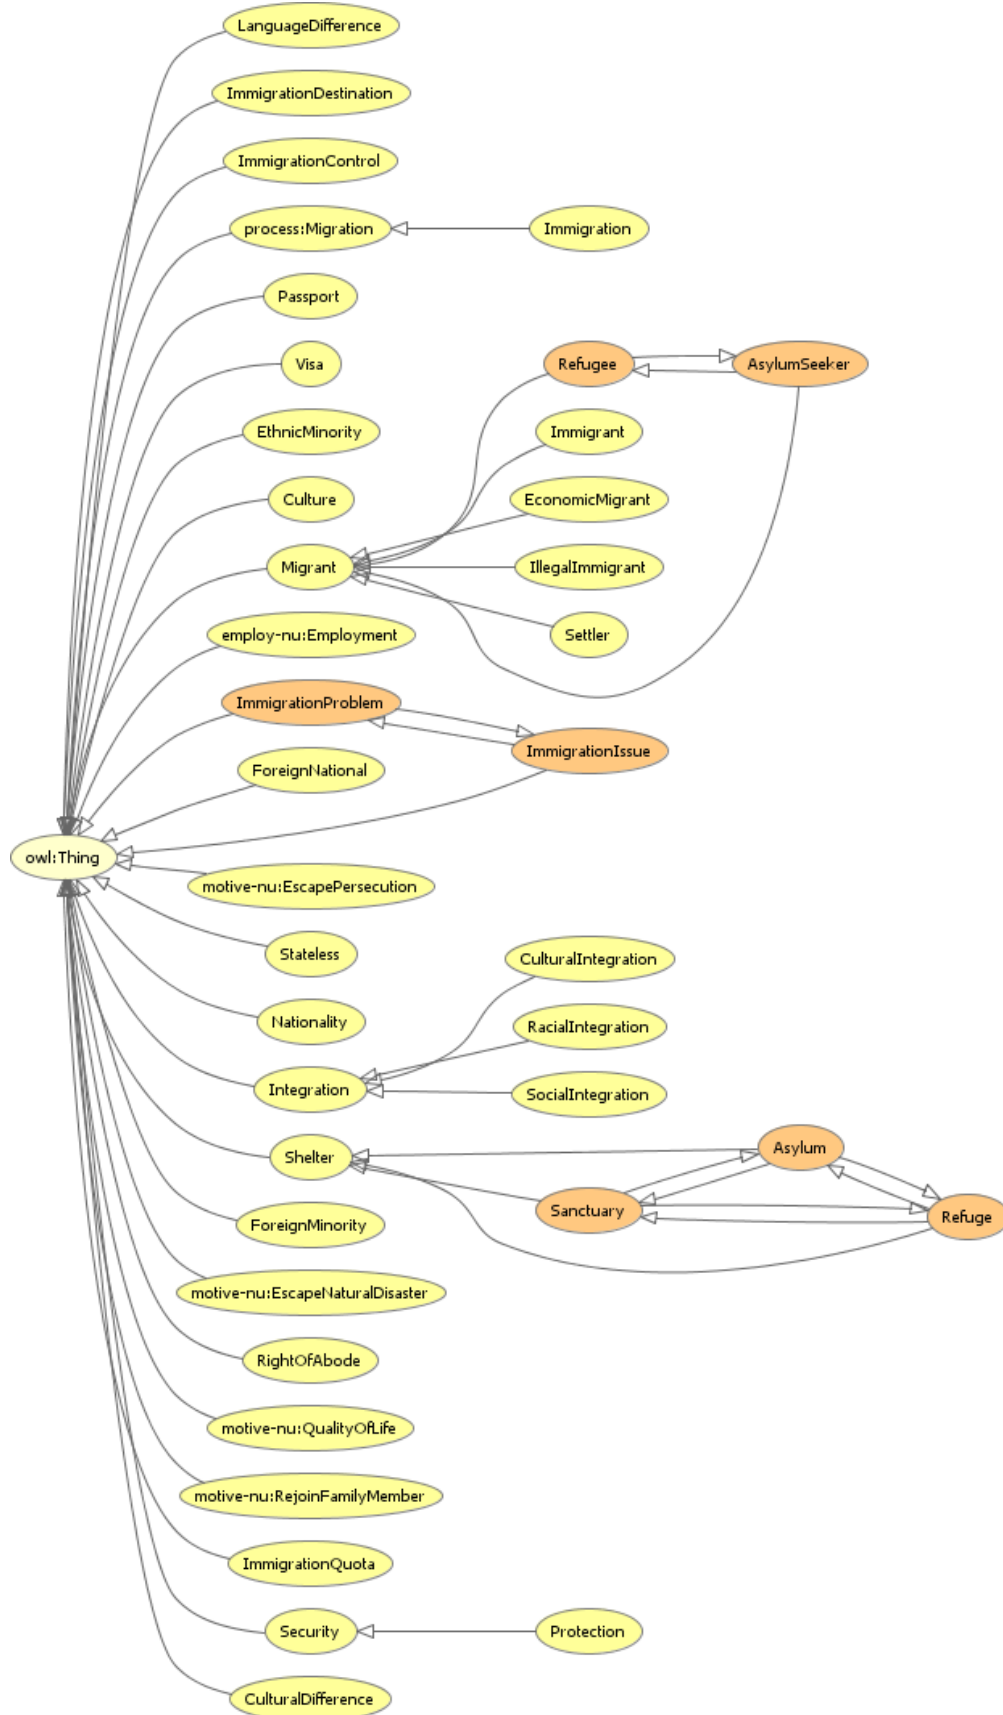 LanguageDifference
ImmigrationDestination
ImmigrationControl
process:Migration
Immigration
Passport
Visa
Refugee
AsylumSeeker
EthnicMinority
Immigrant
Culture
EconomicMigrant
Migrant
IllegalImmigrant
employ-nu:Employment
Settler
ImmigrationProblem
ImmigrationIssue
ForeignNational
owl:Thing
motive-nu:EscapePersecution
Stateless
CulturalIntegration
Nationality
RacialIntegration
Integration
SocialIntegration
Shelter
Asylum
Sanctuary
Refuge
ForeignMinority
motive-nu:EscapeNaturalDisaster
RightOfAbode
motive-nu:QualityOfLife
motive-nu:RejoinFamilyMember
ImmigrationQuota
Security
Protection
CulturalDifference